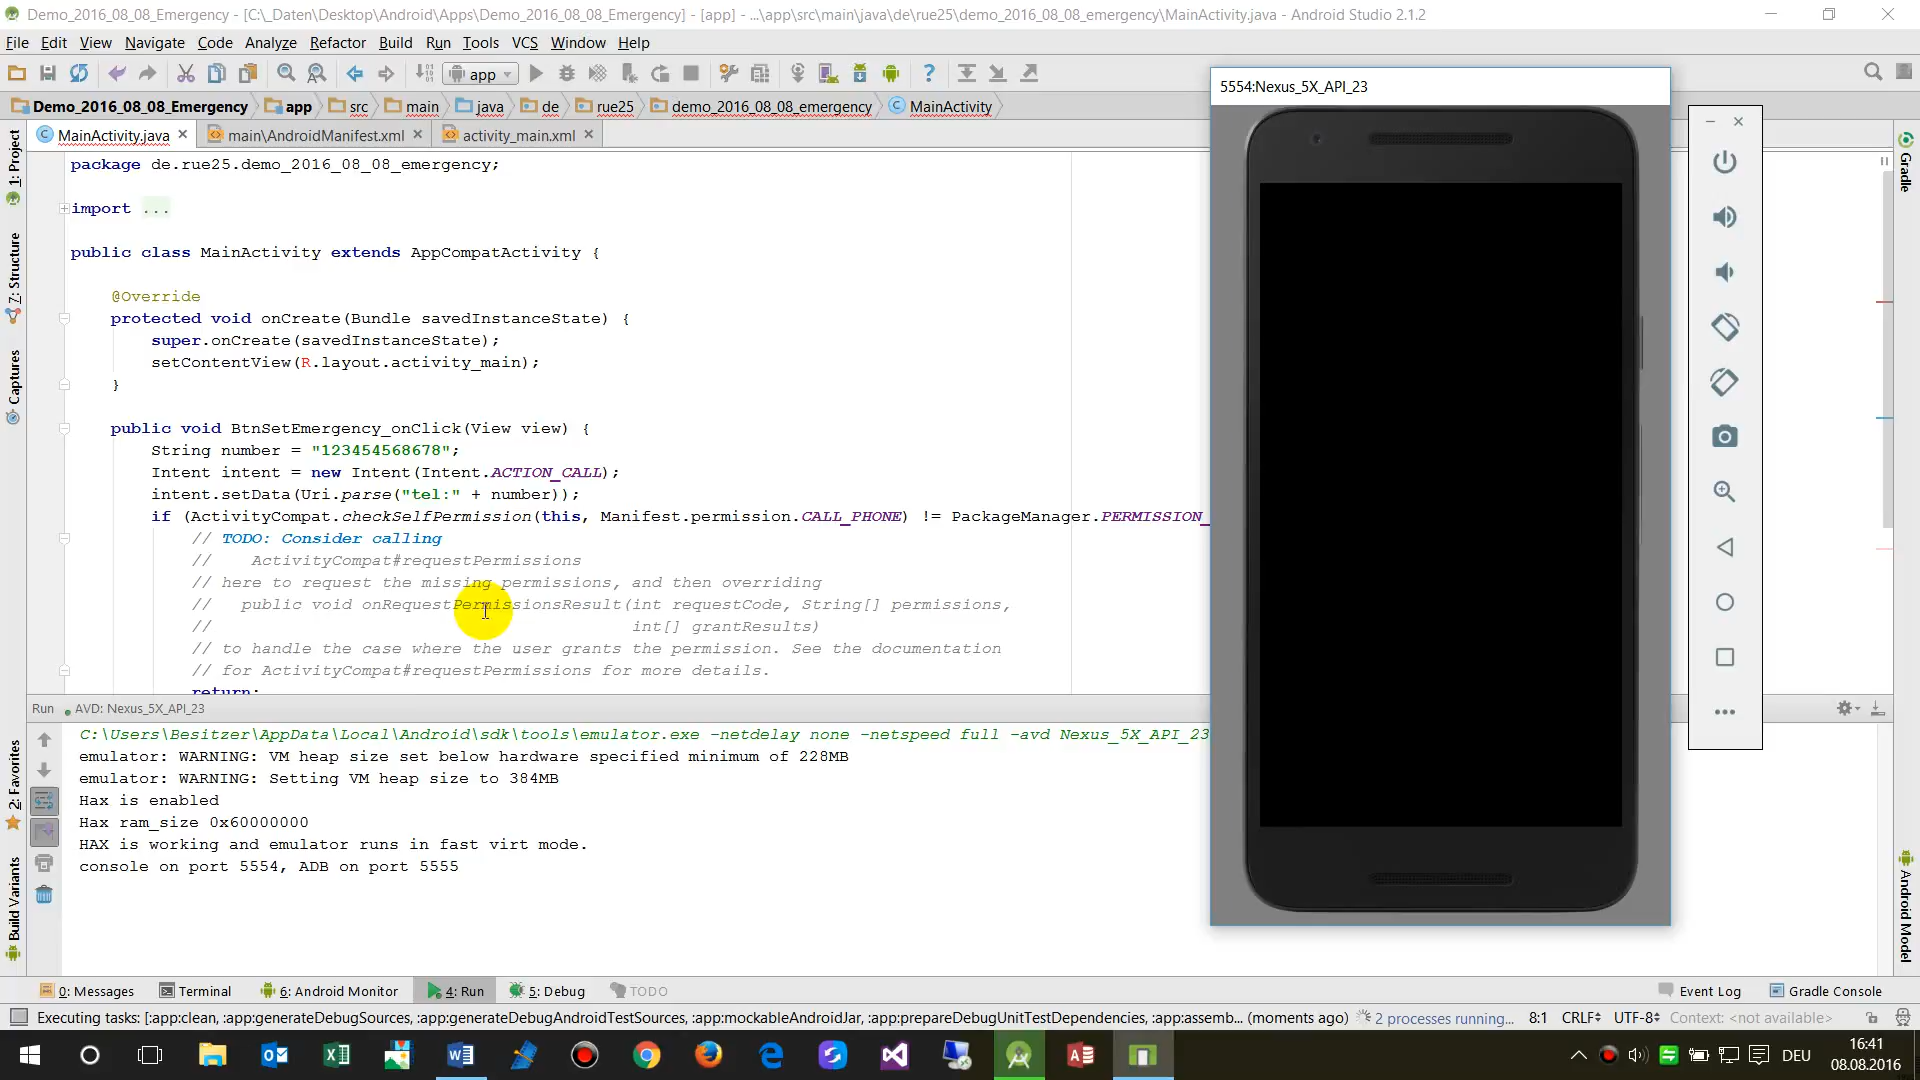 Demo_2016_08_08_Emergency - [C:\_Daten\Desktop\Android\Apps\Demo_2016_08_08_Emergency] - [app] - ...\app\src\main\java\de\rue25\demo_2016_08_08_emergency\MainActivity.java - Android Studio 2.1.2
File Edit View Navigate Code Analyze Refactor Build Run Tools VCS Window Help
app
Demo_2016_08_08_Emergency app src main java de rue25 demo_2016_08_08_emergency MainActivity
MainActivity.java main\AndroidManifest.xml activity_main.xml
package de.rue25.demo_2016_08_08_emergency;
import ...
public class MainActivity extends AppCompatActivity {
@Override
protected void onCreate(Bundle savedInstanceState) {
super.onCreate(savedInstanceState);
setContentView(R.layout.activity_main);
}
public void BtnSetEmergency_onClick(View view) {
String number = "123454568678";
Intent intent = new Intent(Intent.ACTION_CALL);
intent.setData(Uri.parse("tel:" + number));
if (ActivityCompat.checkSelfPermission(this, Manifest.permission.CALL_PHONE) != PackageManager.PERMISSION_
// TODO: Consider calling
//    ActivityCompat#requestPermissions
// here to request the missing permissions, and then overriding
//   public void onRequestPermissionsResult(int requestCode, String[] permissions,
//                                          int[] grantResults)
// to handle the case where the user grants the permission. See the documentation
// for ActivityCompat#requestPermissions for more details.
return;
Run AVD: Nexus_5X_API_23
C:\Users\Besitzer\AppData\Local\Android\sdk\tools\emulator.exe -netdelay none -netspeed full -avd Nexus_5X_API_23
emulator: WARNING: VM heap size set below hardware specified minimum of 228MB
emulator: WARNING: Setting VM heap size to 384MB
Hax is enabled
Hax ram_size 0x60000000
HAX is working and emulator runs in fast virt mode.
console on port 5554, ADB on port 5555
5554:Nexus_5X_API_23
1: Project
7: Structure
Captures
2: Favorites
Build Variants
Gradle
Android Model
0: Messages Terminal 6: Android Monitor 4: Run 5: Debug TODO Event Log Gradle Console
Executing tasks: [:app:clean, :app:generateDebugSources, :app:generateDebugAndroidTestSources, :app:mockableAndroidJar, :app:prepareDebugUnitTestDependencies, :app:assemb... (moments ago) 2 processes running... 8:1 CRLF UTF-8 Context: <not available>
DEU
16:41
08.08.2016